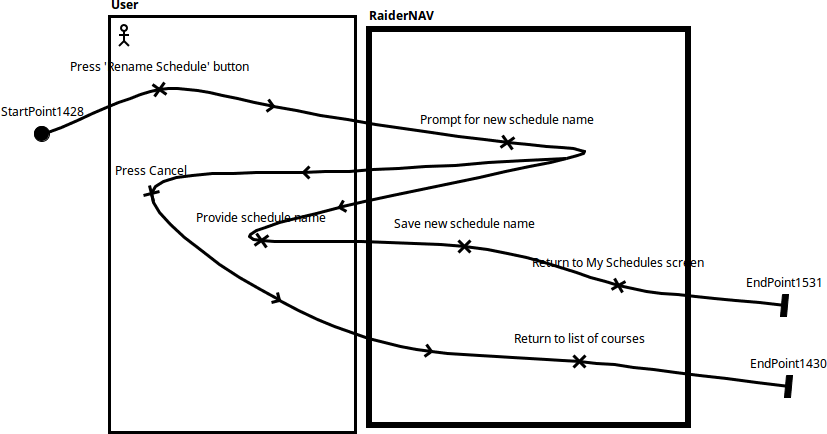 User
RaiderNAV
Press 'Rename Schedule' button
StartPoint1428
Prompt for new schedule name
Press Cancel
Provide schedule name
Save new schedule name
Return to My Schedules screen
EndPoint1531
Return to list of courses
EndPoint1430